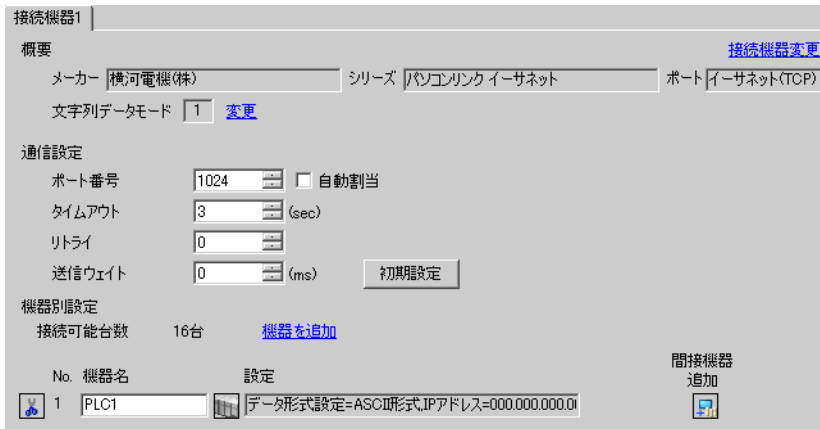 接続機器1
概要
接続機器変更
メーカー 横河電機(株) シリーズ パソコンリンク イーサネット ポート イーサネット(TCP)
文字列データモード 1 変更
通信設定
ポート番号 1024 自動割当
タイムアウト 3 (sec)
リトライ 0
送信ウェイト 0 (ms) 初期設定
機器別設定
接続可能台数 16台 機器を追加
間接機器
No. 機器名 設定 追加
1 PLC1 データ形式設定=ASCII形式,IPアドレス=000.000.000.0